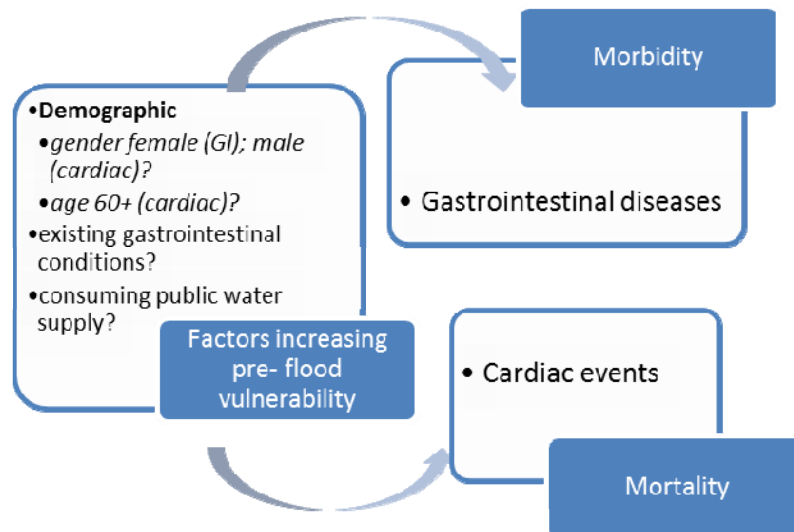 •Demographic
•gender female (GI); male
(cardiac)?
•age 60+ (cardiac)?
•existing gastrointestinal
conditions?
•consuming public water
supply?
Factors increasing
pre- flood
vulnerability
Morbidity
• Gastrointestinal diseases
• Cardiac events
Mortality